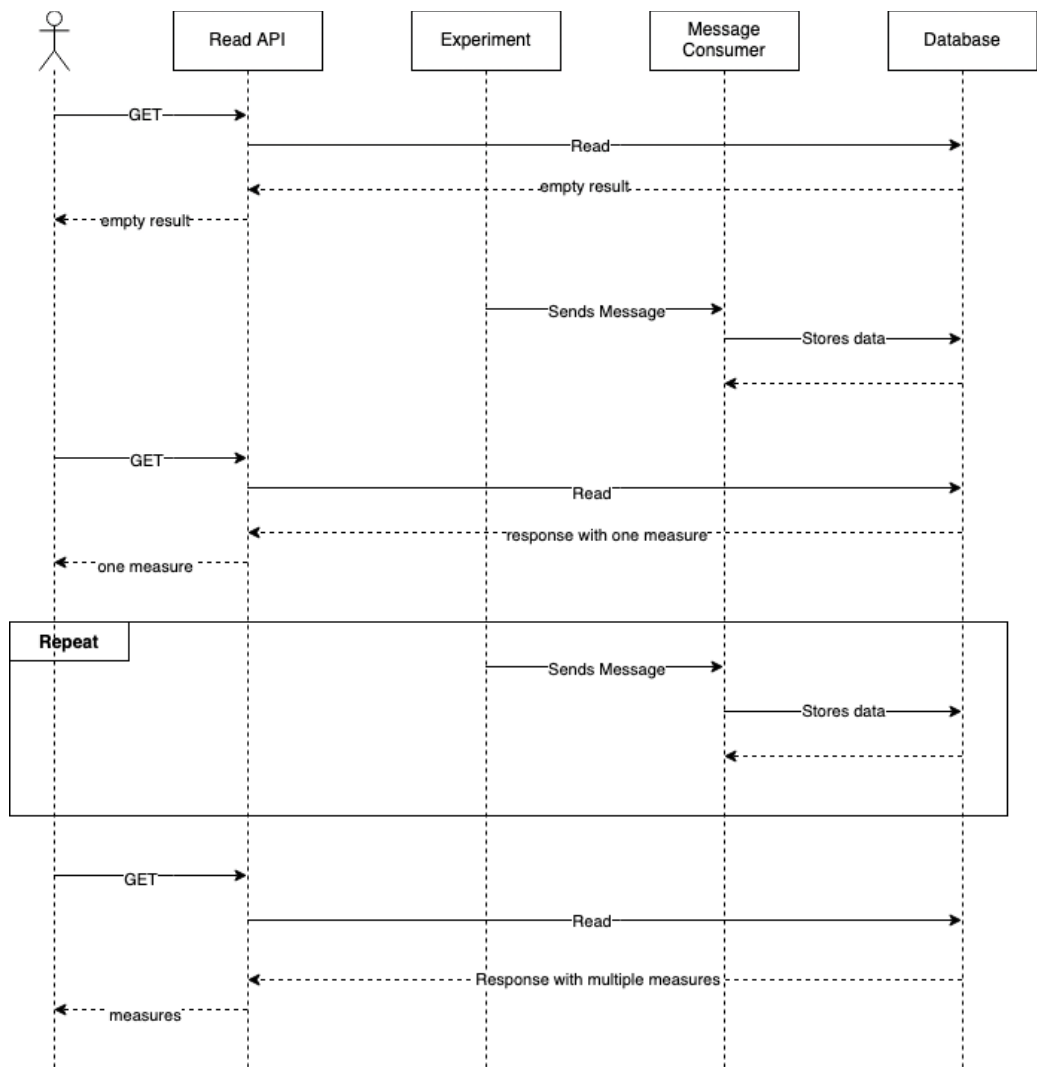 Read API
Experiment
Message
Consumer
Database
GET
Read
empty result
empty result
Sends Message
Stores data
GET
Read
response with one measure
one measure
Repeat
Sends Message
Stores data
GET
Read
Response with multiple measures
measures